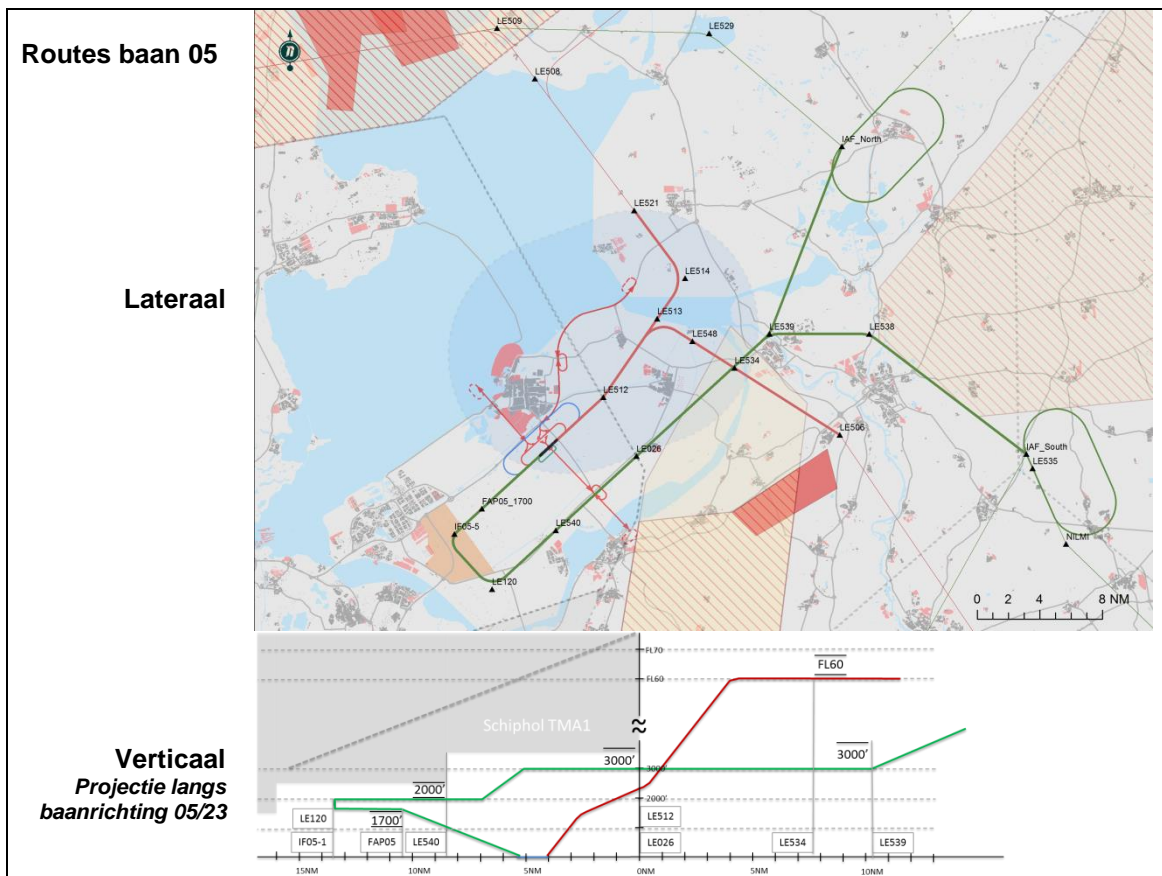 Routes baan 05
n
LE509
LE529
LE508
IAF_North
LE521
LE514
LE513
LE548
LE539
LE538
LE534
LE512
LE506
LE026
IAF_South
LE535
FAP05_1700
IF05-5
LE540
NILMI
LE120
0 2 4 8 NM
Lateraal
FL70
FL60
FL60
Schiphol TMA1
≈
3000'
3000'
3000'
2000'
2000'
1700'
LE120
LE512
IF05-1
FAP05
LE540
LE026
LE534
LE539
15NM
10NM
5NM
0NM
5NM
10NM
Verticaal
Projectie langs
baanrichting 05/23